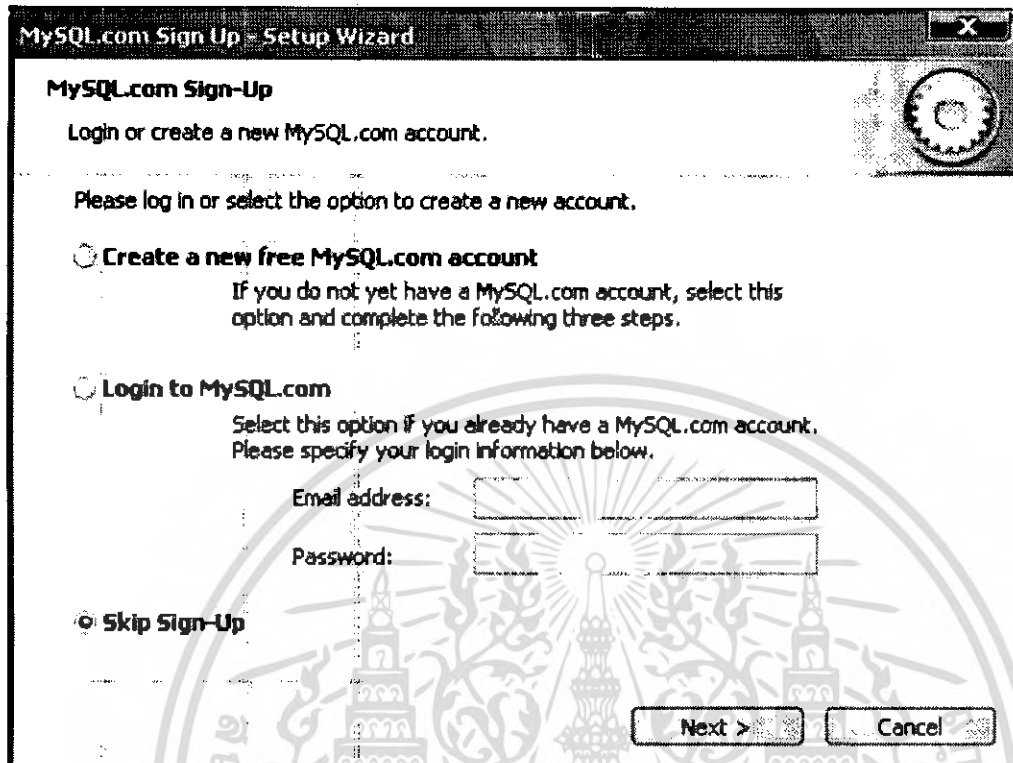 MySQL.com Sign Up - Setup Wizard
MySQL.com Sign-Up
Login or create a new MySQL.com account.
Please log in or select the option to create a new account.
Create a new free MySQL.com account
If you do not yet have a MySQL.com account, select this
option and complete the following three steps.
Login to MySQL.com
Select this option if you already have a MySQL.com account.
Please specify your login information below.
Email address:
Password:
Skip Sign-Up
Next >
Cancel